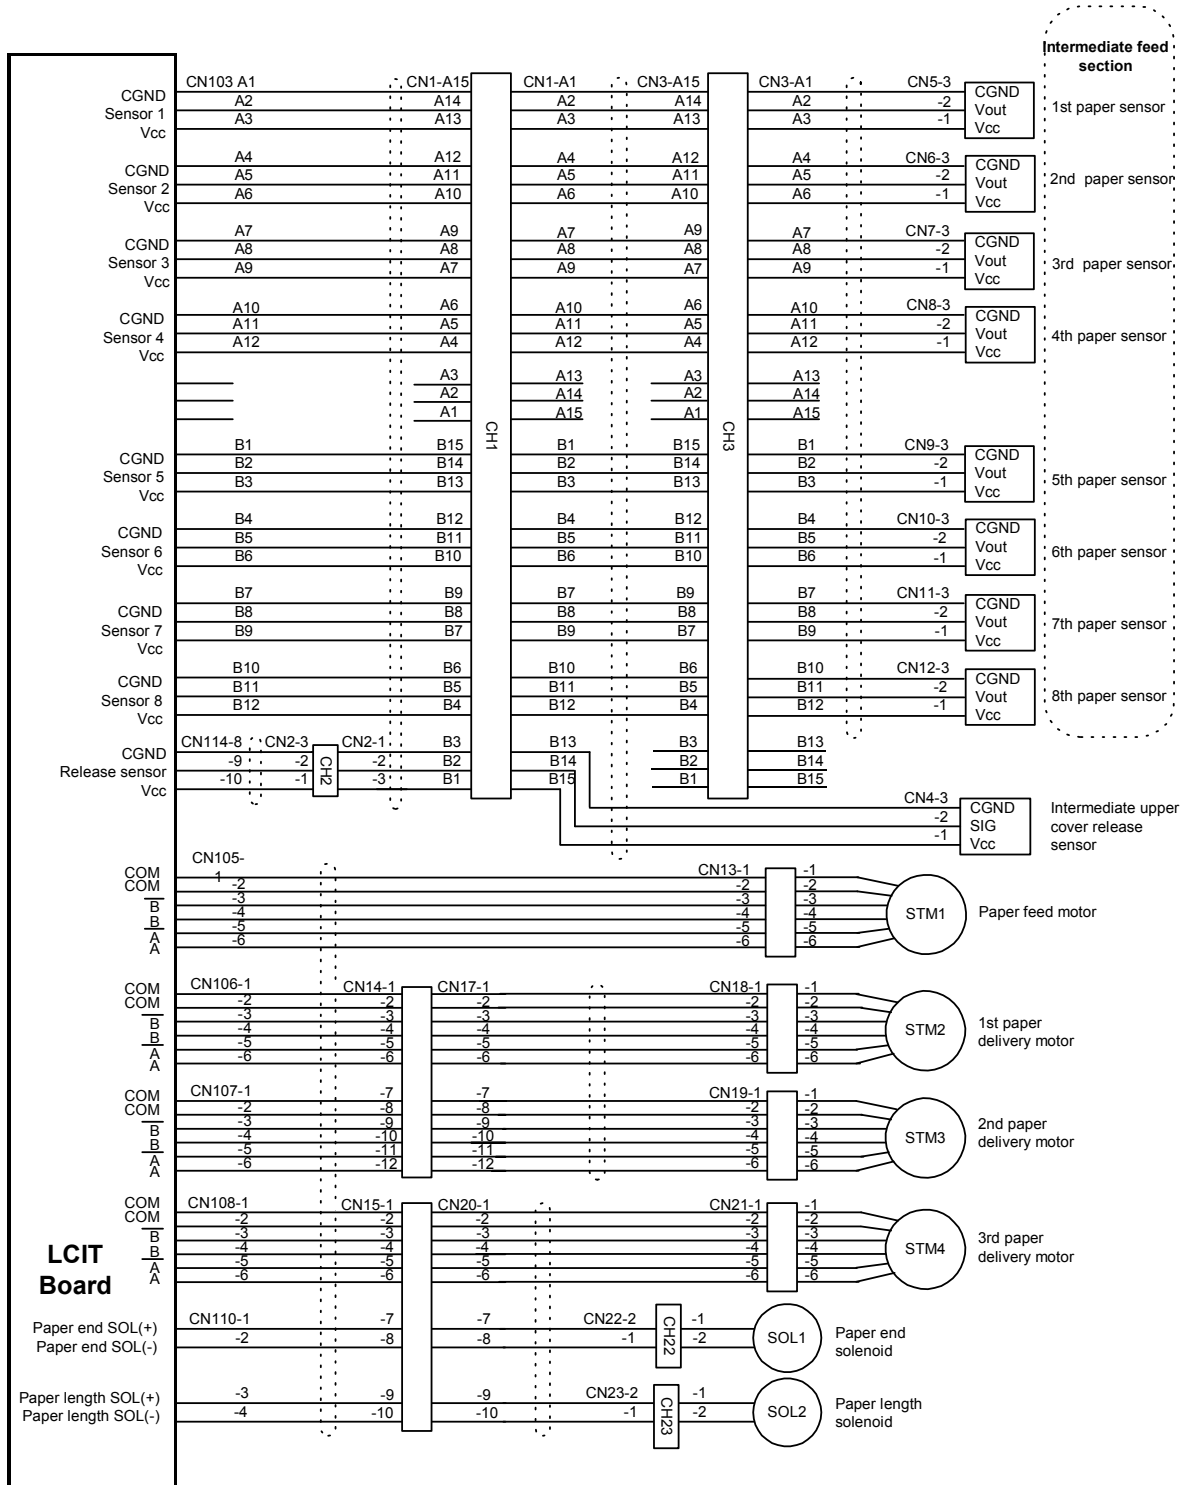 Intermediate feed
section
CN103 A1 CN1-A15 CN1-A1 CN3-A15 CN3-A1 CN5-3 CGND
CGND A2 A14 A2 A14 A2 -2 Vout 1st paper sensor
Sensor 1 A3 A13 A3 A13 A3 -1 Vcc
Vcc
A4 A12 A4 A12 A4 CN6-3 CGND
CGND A5 A11 A5 A11 A5 -2 Vout 2nd paper sensor
Sensor 2 A6 A10 A6 A10 A6 -1 Vcc
Vcc
A7 A9 A7 A9 A7 CN7-3 CGND
CGND A8 A8 A8 A8 A8 -2 Vout 3rd paper sensor
Sensor 3 A9 A7 A9 A7 A9 -1 Vcc
Vcc
A10 A6 A10 A6 A10 CN8-3 CGND
CGND A11 A5 A11 A5 A11 -2 Vout 4th paper sensor
Sensor 4 A12 A4 A12 A4 A12 -1 Vcc
Vcc
A3 A13 A3 A13
A2 A14 A2 A14
A1 A15 A1 A15
CH1 CH3
B1 B15 B1 B15 B1 CN9-3 CGND
CGND B2 B14 B2 B14 B2 -2 Vout 5th paper sensor
Sensor 5 B3 B13 B3 B13 B3 -1 Vcc
Vcc
B4 B12 B4 B12 B4 CN10-3 CGND
CGND B5 B11 B5 B11 B5 -2 Vout 6th paper sensor
Sensor 6 B6 B10 B6 B10 B6 -1 Vcc
Vcc
B7 B9 B7 B9 B7 CN11-3 CGND
CGND B8 B8 B8 B8 B8 -2 Vout 7th paper sensor
Sensor 7 B9 B7 B9 B7 B9 -1 Vcc
Vcc
B10 B6 B10 B6 B10 CN12-3 CGND
CGND B11 B5 B11 B5 B11 -2 Vout 8th paper sensor
Sensor 8 B12 B4 B12 B4 B12 -1 Vcc
Vcc
CN114-8 CN2-3 CN2-1 B3 B13 B3 B13
CGND -9 -2 CH2 -2 B2 B14 B2 B14
Release sensor -10 -1 -3 B1 B15 B1 B15
Vcc
CN4-3 CGND Intermediate upper
-2 SIG cover release
-1 Vcc sensor
CN105-
COM 1 CN13-1 -1
COM -2 -2 -2
B -3 -3 -3
B -4 -4 -4 STM1 Paper feed motor
A -5 -5 -5
A -6 -6 -6
COM CN106-1 CN14-1 CN17-1 CN18-1 -1
COM -2 -2 -2 -2 -2
B -3 -3 -3 -3 -3 1st paper
B -4 -4 -4 -4 -4 STM2
A -5 -5 -5 -5 -5 delivery motor
A -6 -6 -6 -6 -6
COM CN107-1 -7 -7 CN19-1 -1
COM -2 -8 -8 -2 -2
B -3 -9 -9 -3 -3 2nd paper
B -4 -10 -10 -4 -4 STM3
A -5 -11 -11 -5 -5 delivery motor
A -6 -12 -12 -6 -6
COM CN108-1 CN15-1 CN20-1 CN21-1 -1
COM -2 -2 -2 -2 -2
B -3 -3 -3 -3 -3 3rd paper
B -4 -4 -4 -4 -4 STM4
A -5 -5 -5 -5 -5 delivery motor
A -6 -6 -6 -6 -6
LCIT
Board
Paper end SOL(+) CN110-1 -7 -7 CN22-2 CH22 -1 SOL1 Paper end
Paper end SOL(-) -2 -8 -8 -1 -2 solenoid
Paper length SOL(+) -3 -9 -9 CN23-2 CH23 -1 SOL2 Paper length
Paper length SOL(-) -4 -10 -10 -1 -2 solenoid